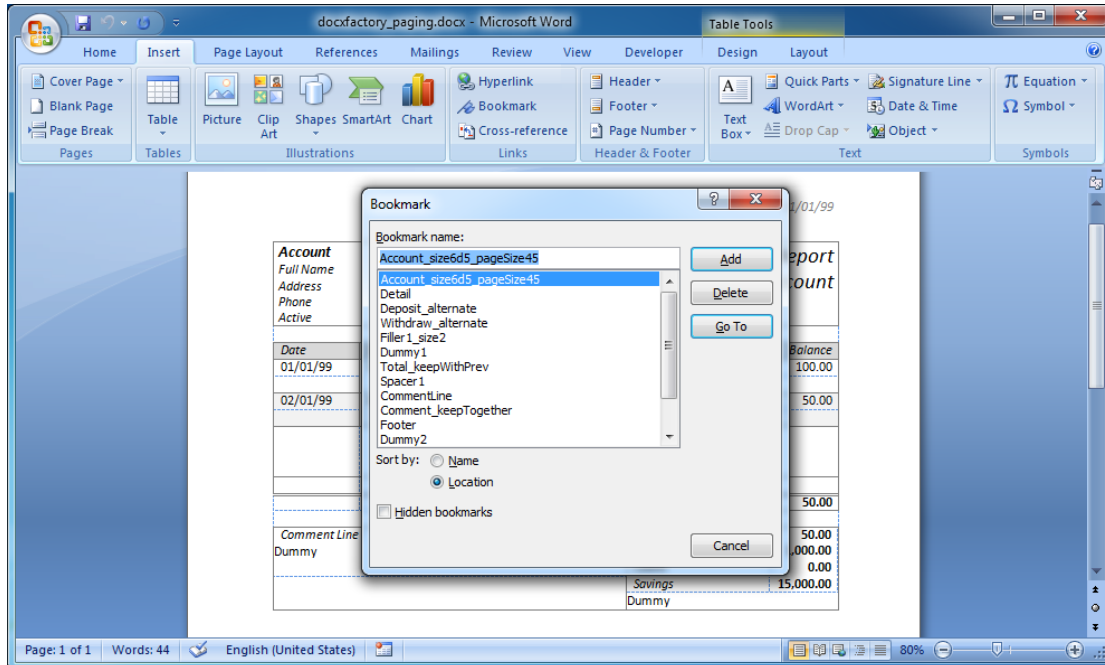 docxfactory_paging.docx - Microsoft Word
Table Tools
Home Insert Page Layout References Mailings Review View Developer Design Layout
Cover Page
Blank Page
Page Break
Pages
Table
Tables
Picture
Clip Art
Shapes
SmartArt
Chart
Illustrations
Hyperlink
Bookmark
Cross-reference
Links
Header
Footer
Page Number
Header & Footer
A
Text Box
Quick Parts
WordArt
Drop Cap
Signature Line
Date & Time
Object
Text
π Equation
Ω Symbol
Symbols
1/01/99
Account
Full Name
Address
Phone
Active
eport
count
Date
Balance
01/01/99
100.00
02/01/99
50.00
50.00
Comment Line
50.00
Dummy
,000.00
0.00
Savings
15,000.00
Dummy
Bookmark
?
Bookmark name:
Account_size6d5_pageSize45
Account_size6d5_pageSize45
Detail
Deposit_alternate
Withdraw_alternate
Filler1_size2
Dummy1
Total_keepWithPrev
Spacer1
CommentLine
Comment_keepTogether
Footer
Dummy2
Add
Delete
Go To
Sort by:
Name
Location
Hidden bookmarks
Cancel
Page: 1 of 1 Words: 44 English (United States) 80%